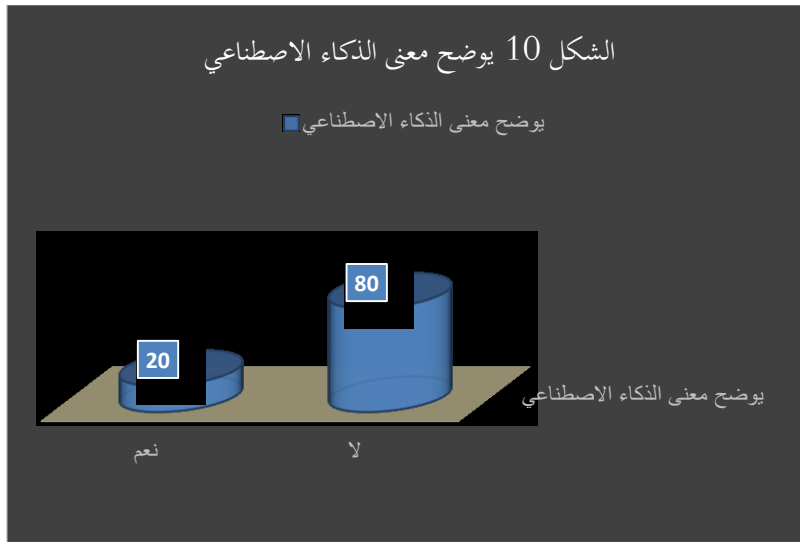 الشكل 10 يوضح معنى الذكاء الاصطناعي
يوضح معنى الذكاء الاصطناعي
80
20
يوضح معنى الذكاء الاصطناعي
نعم
لا